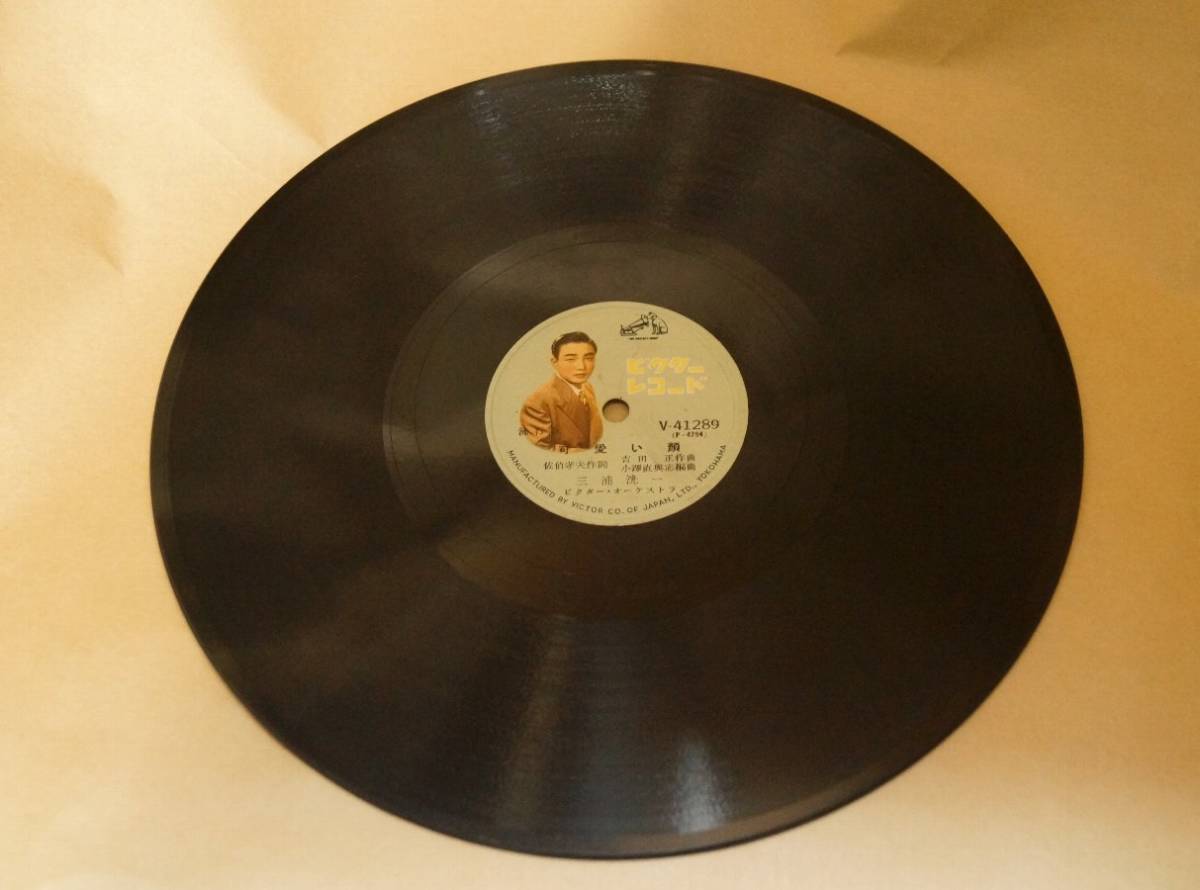 ビクター
レコード
V-41289
(P-4254)
可愛い頬
佐伯孝夫作詞 吉田正作曲
小澤直與志編曲
三浦洸一
ビクター・オーケストラ
MANUFACTURED BY VICTOR CO. OF JAPAN, LTD., YOKOHAMA